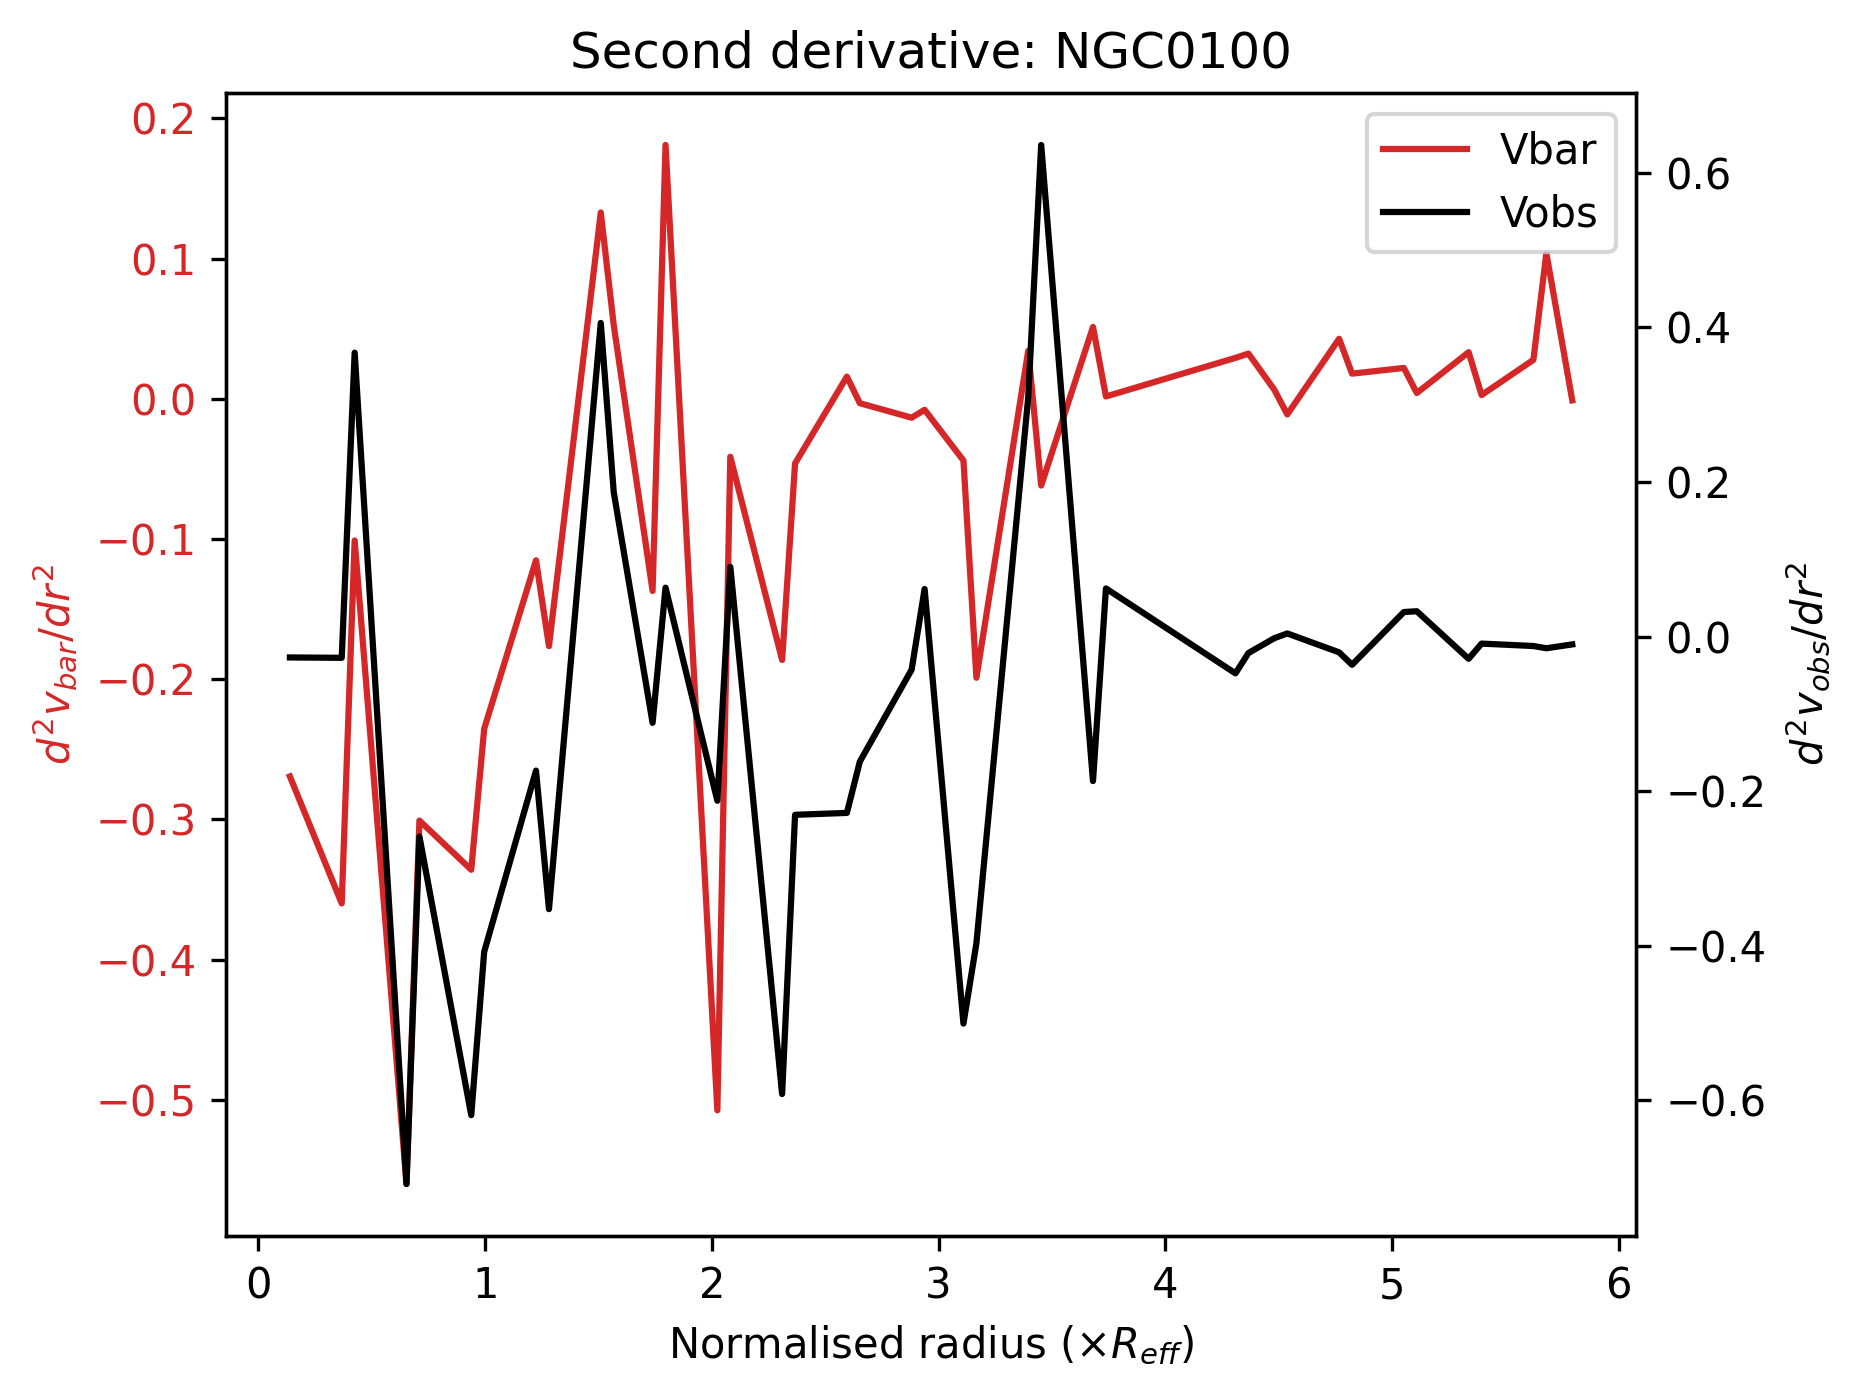 Second derivative: NGC0100
0.2
0.1
0.0
−0.1
−0.2
−0.3
−0.4
−0.5
d²v_bar/dr²
Vbar
Vobs
0.6
0.4
0.2
0.0
−0.2
−0.4
−0.6
d²v_obs/dr²
0 1 2 3 4 5 6
Normalised radius (×R_eff)